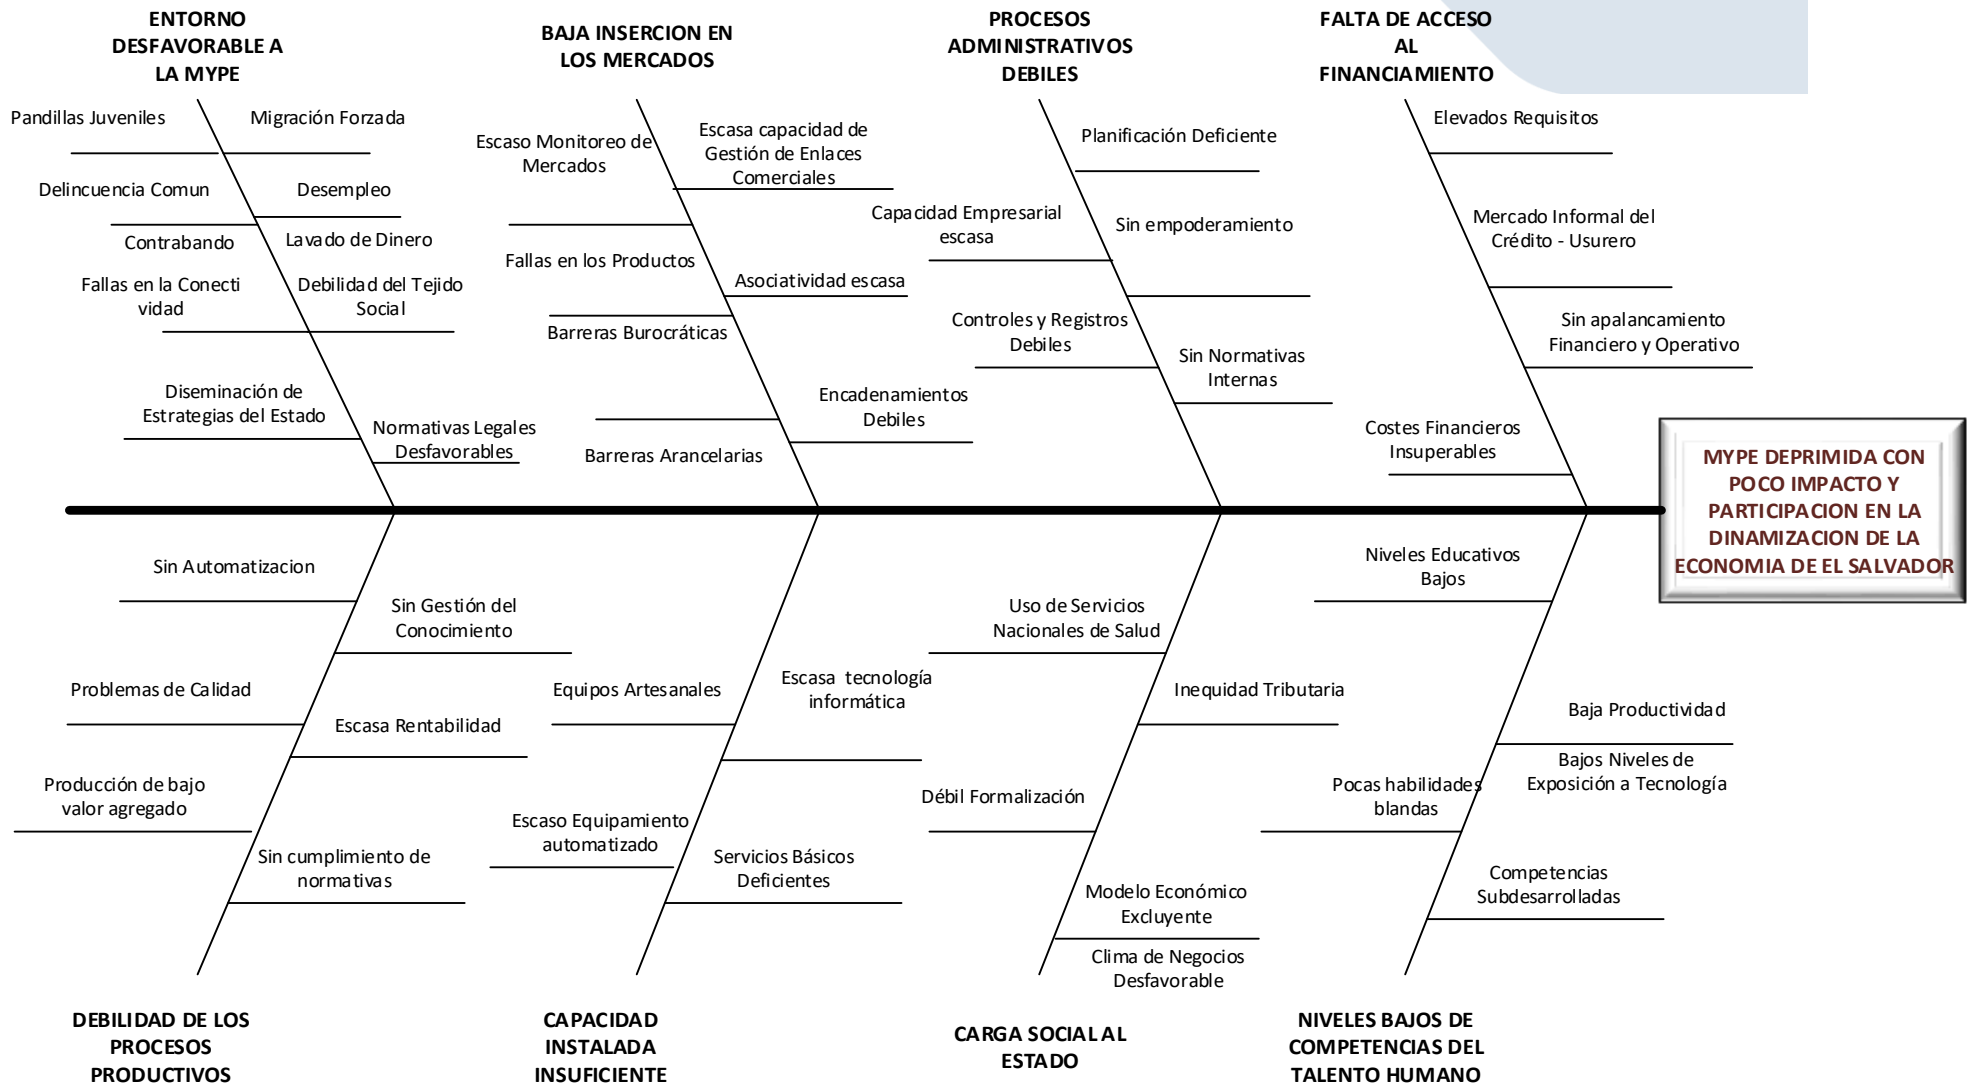 ENTORNO
DESFAVORABLE A
LA MYPE
BAJA INSERCION EN
LOS MERCADOS
PROCESOS
ADMINISTRATIVOS
DEBILES
FALTA DE ACCESO
AL
FINANCIAMIENTO
Pandillas Juveniles
Migración Forzada
Delincuencia Comun
Desempleo
Contrabando
Lavado de Dinero
Fallas en la Conecti
vidad
Debilidad del Tejido
Social
Diseminación de
Estrategias del Estado
Normativas Legales
Desfavorables
Escaso Monitoreo de
Mercados
Escasa capacidad de
Gestión de Enlaces
Comerciales
Fallas en los Productos
Asociatividad escasa
Barreras Burocráticas
Encadenamientos
Debiles
Barreras Arancelarias
Planificación Deficiente
Capacidad Empresarial
escasa
Sin empoderamiento
Controles y Registros
Debiles
Sin Normativas
Internas
Elevados Requisitos
Mercado Informal del
Crédito - Usurero
Sin apalancamiento
Financiero y Operativo
Costes Financieros
Insuperables
MYPE DEPRIMIDA CON
POCO IMPACTO Y
PARTICIPACION EN LA
DINAMIZACION DE LA
ECONOMIA DE EL SALVADOR
Sin Automatizacion
Sin Gestión del
Conocimiento
Problemas de Calidad
Escasa Rentabilidad
Producción de bajo
valor agregado
Sin cumplimiento de
normativas
Equipos Artesanales
Escasa tecnología
informática
Escaso Equipamiento
automatizado
Servicios Básicos
Deficientes
Uso de Servicios
Nacionales de Salud
Inequidad Tributaria
Débil Formalización
Modelo Económico
Excluyente
Clima de Negocios
Desfavorable
Niveles Educativos
Bajos
Baja Productividad
Bajos Niveles de
Exposición a Tecnología
Pocas habilidades
blandas
Competencias
Subdesarrolladas
DEBILIDAD DE LOS
PROCESOS
PRODUCTIVOS
CAPACIDAD
INSTALADA
INSUFICIENTE
CARGA SOCIAL AL
ESTADO
NIVELES BAJOS DE
COMPETENCIAS DEL
TALENTO HUMANO